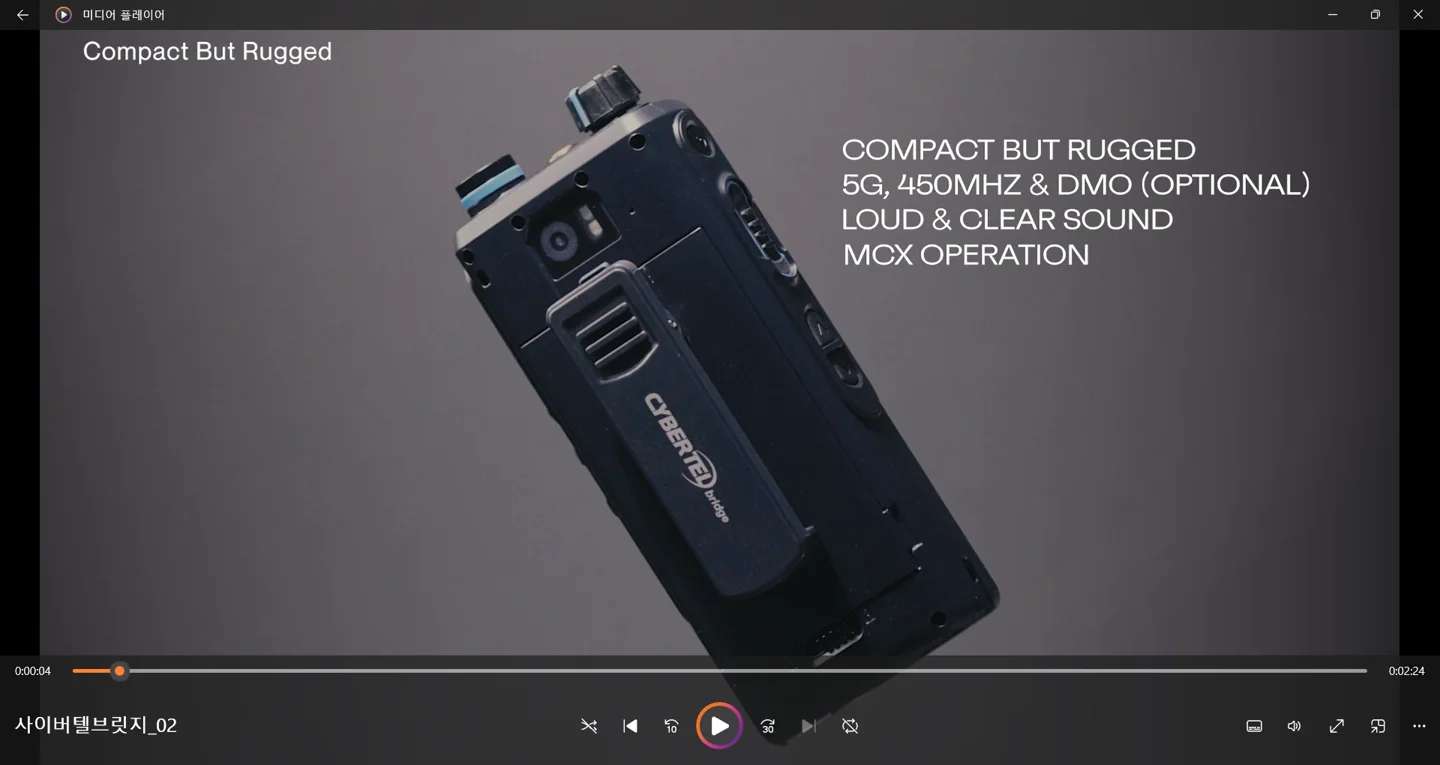 미디어 플레이어
Compact But Rugged
COMPACT BUT RUGGED
5G, 450MHZ & DMO (OPTIONAL)
LOUD & CLEAR SOUND
MCX OPERATION
CYBERTEL
bridge
0:00:04
0:02:24
사이버텔브릿지_02
10
30